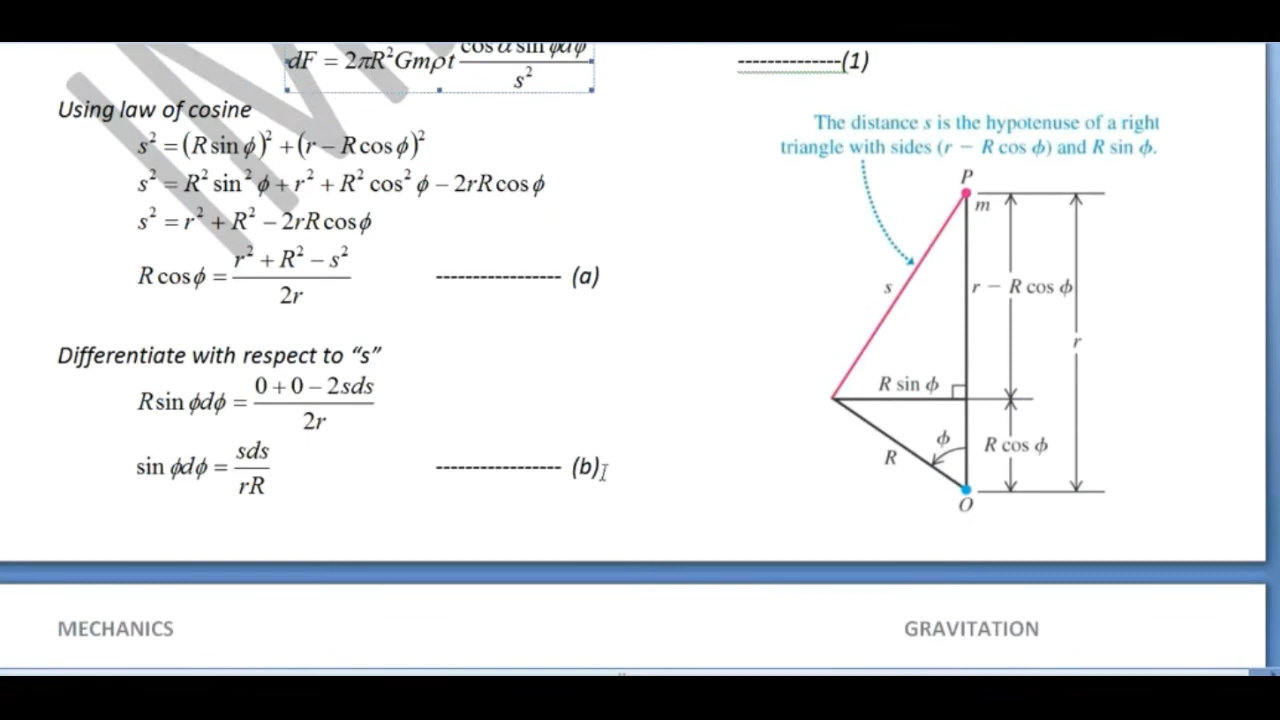 dF = 2πR²Gmρt cos α sin φdφ / s²
--------------(1)
Using law of cosine
s² = (R sin φ)² + (r − R cos φ)²
s² = R² sin² φ + r² + R² cos² φ − 2rR cos φ
s² = r² + R² − 2rR cos φ
R cos φ = r² + R² − s² / 2r ----------------- (a)
Differentiate with respect to “s”
R sin φdφ = 0 + 0 − 2sds / 2r
sin φdφ = sds / rR ----------------- (b)
The distance s is the hypotenuse of a right
triangle with sides (r − R cos φ) and R sin φ.
P
m
s
r − R cos φ
r
R sin φ
φ
R cos φ
R
O
MECHANICS
GRAVITATION